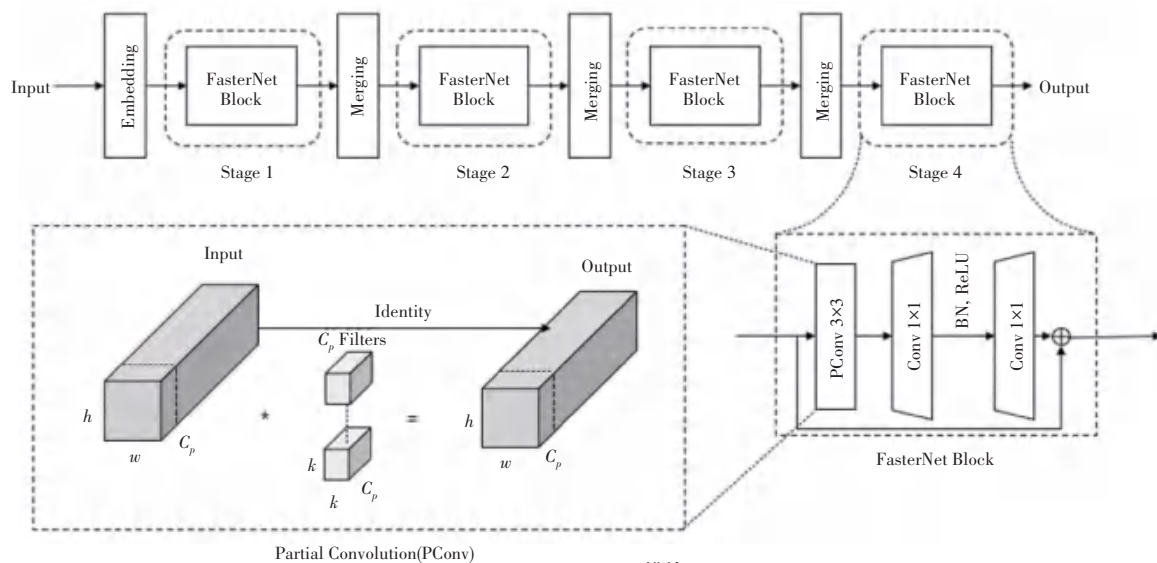 Input
Embedding
FasterNet
Block
Stage 1
Merging
FasterNet
Block
Stage 2
Merging
FasterNet
Block
Stage 3
Merging
FasterNet
Block
Stage 4
Output
Input
Output
Identity
C_p Filters
h
w
C_p
*
k
k
C_p
=
h
w
C_p
Partial Convolution(PConv)
PConv 3×3
Conv 1×1
BN, ReLU
Conv 1×1
FasterNet Block